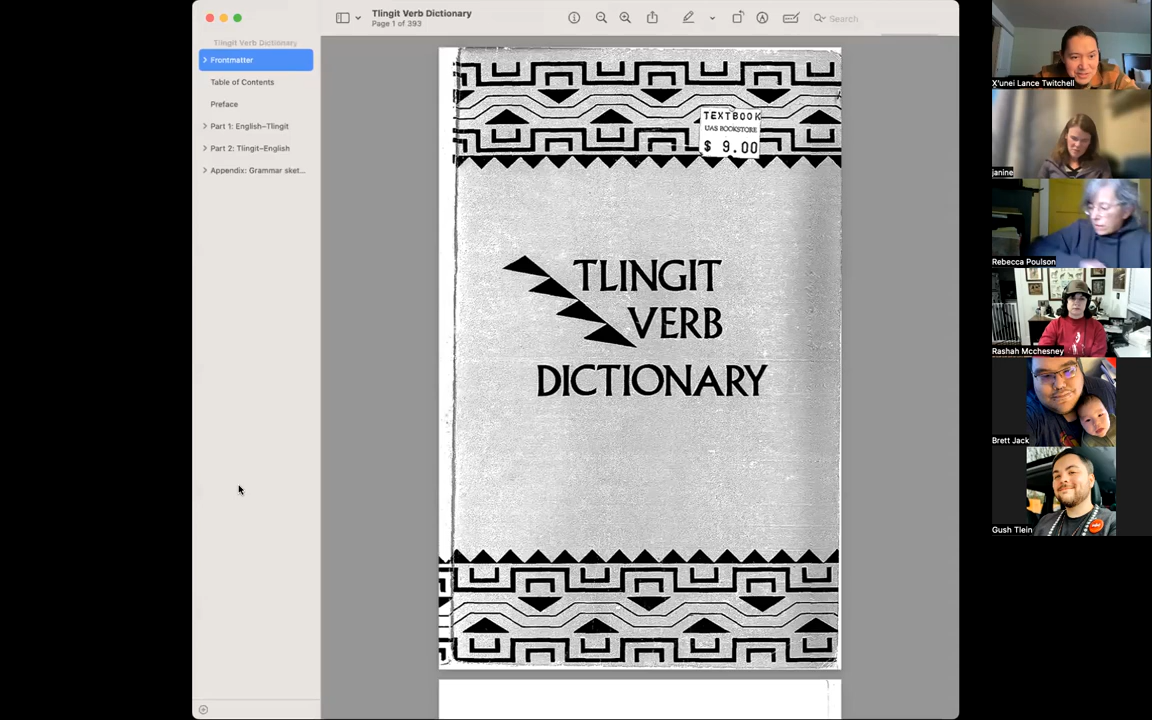 Tlingit Verb Dictionary
Page 1 of 393
Search
Tlingit Verb Dictionary
Frontmatter
Table of Contents
Preface
Part 1: English–Tlingit
Part 2: Tlingit–English
Appendix: Grammar sket...
TEXTBOOK
UAS BOOKSTORE
$ 9.00
TLINGIT
VERB
DICTIONARY
X'unei Lance Twitchell
janine
Rebecca Poulson
Rashah Mcchesney
Brett Jack
Gush Tlein